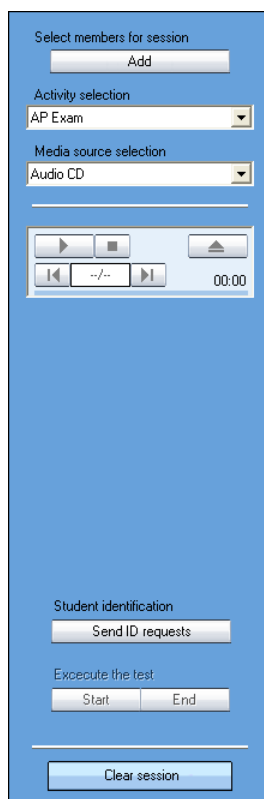 Select members for session
Add
Activity selection
AP Exam
Media source selection
Audio CD
--/--
00:00
Student identification
Send ID requests
Excecute the test
Start End
Clear session